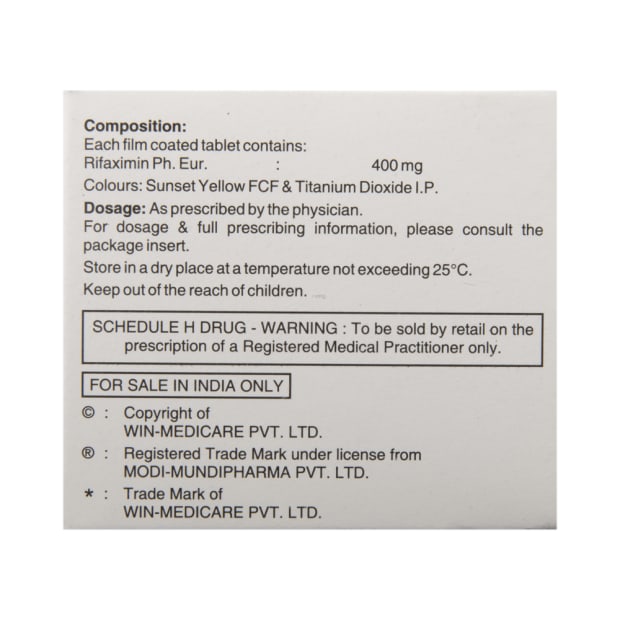 Composition:
Each film coated tablet contains:
Rifaximin Ph. Eur. : 400 mg
Colours: Sunset Yellow FCF & Titanium Dioxide I.P.
Dosage: As prescribed by the physician.
For dosage & full prescribing information, please consult the
package insert.
Store in a dry place at a temperature not exceeding 25°C.
Keep out of the reach of children.
SCHEDULE H DRUG - WARNING : To be sold by retail on the
prescription of a Registered Medical Practitioner only.
FOR SALE IN INDIA ONLY
© : Copyright of
WIN-MEDICARE PVT. LTD.
® : Registered Trade Mark under license from
MODI-MUNDIPHARMA PVT. LTD.
* : Trade Mark of
WIN-MEDICARE PVT. LTD.